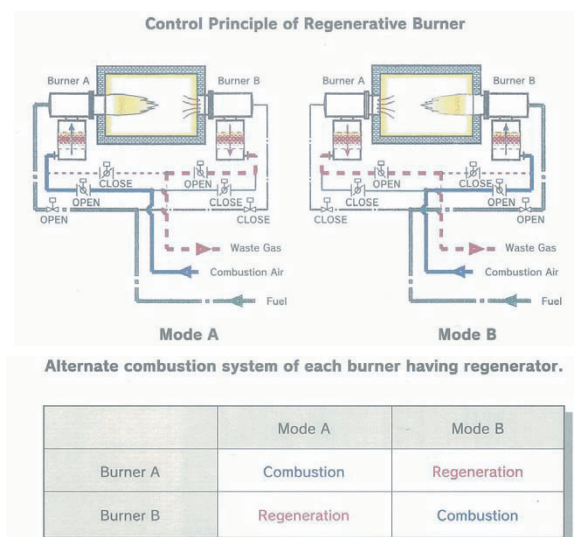 Control Principle of Regenerative Burner
Burner A
Burner B
Burner A
Burner B
CLOSE
OPEN
OPEN
CLOSE
OPEN
CLOSE
OPEN
CLOSE
CLOSE
OPEN
CLOSE
OPEN
Waste Gas
Combustion Air
Fuel
Waste Gas
Combustion Air
Fuel
Mode A
Mode B
Alternate combustion system of each burner having regenerator.
Mode A
Mode B
Burner A
Combustion
Regeneration
Burner B
Regeneration
Combustion